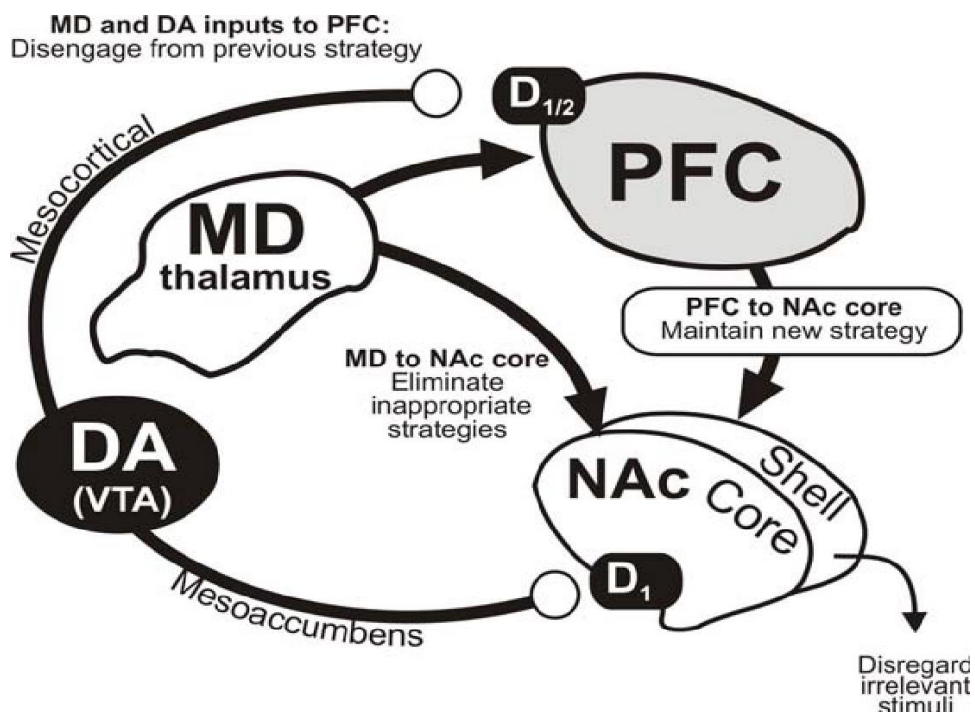 MD and DA inputs to PFC:
Disengage from previous strategy
D1/2
PFC
Mesocortical
MD
thalamus
PFC to NAc core
Maintain new strategy
MD to NAc core
Eliminate
inappropriate
strategies
DA
(VTA)
NAc Core
Shell
D1
Mesoaccumbens
Disregard
irrelevant
stimuli